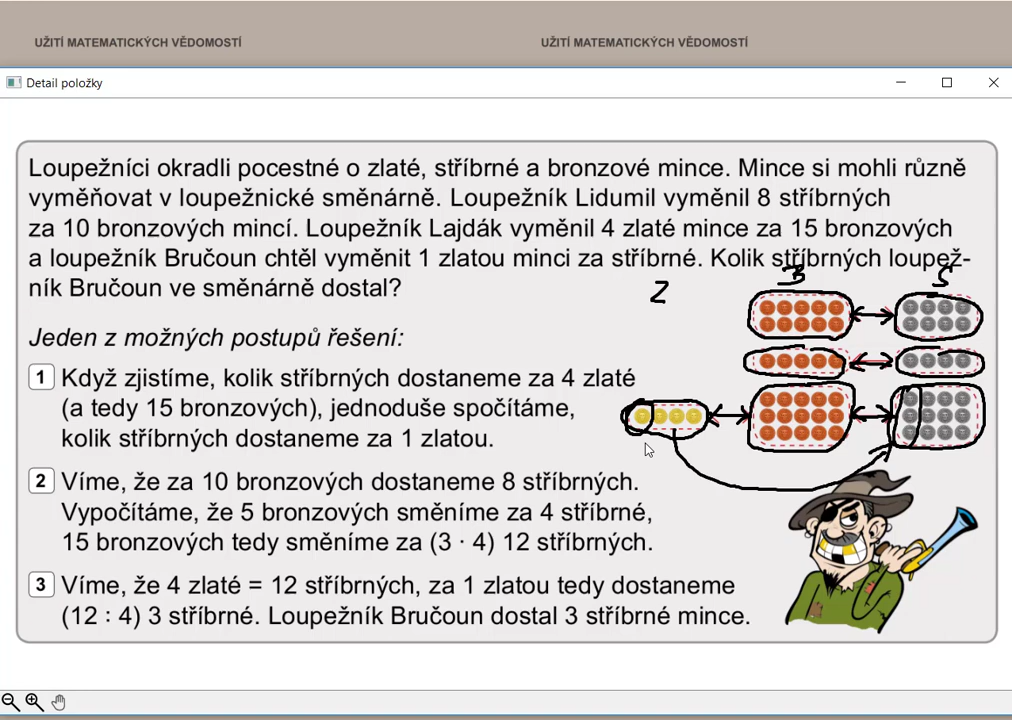 UŽITÍ MATEMATICKÝCH VĚDOMOSTÍ
UŽITÍ MATEMATICKÝCH VĚDOMOSTÍ
Detail položky
Loupežníci okradli pocestné o zlaté, stříbrné a bronzové mince. Mince si mohli různě
vyměňovat v loupežnické směnárně. Loupežník Lidumil vyměnil 8 stříbrných
za 10 bronzových mincí. Loupežník Lajdák vyměnil 4 zlaté mince za 15 bronzových
a loupežník Bručoun chtěl vyměnit 1 zlatou minci za stříbrné. Kolik stříbrných loupež-
ník Bručoun ve směnárně dostal?
Jeden z možných postupů řešení:
1 Když zjistíme, kolik stříbrných dostaneme za 4 zlaté
(a tedy 15 bronzových), jednoduše spočítáme,
kolik stříbrných dostaneme za 1 zlatou.
2 Víme, že za 10 bronzových dostaneme 8 stříbrných.
Vypočítáme, že 5 bronzových směníme za 4 stříbrné,
15 bronzových tedy směníme za (3 · 4) 12 stříbrných.
3 Víme, že 4 zlaté = 12 stříbrných, za 1 zlatou tedy dostaneme
(12 : 4) 3 stříbrné. Loupežník Bručoun dostal 3 stříbrné mince.